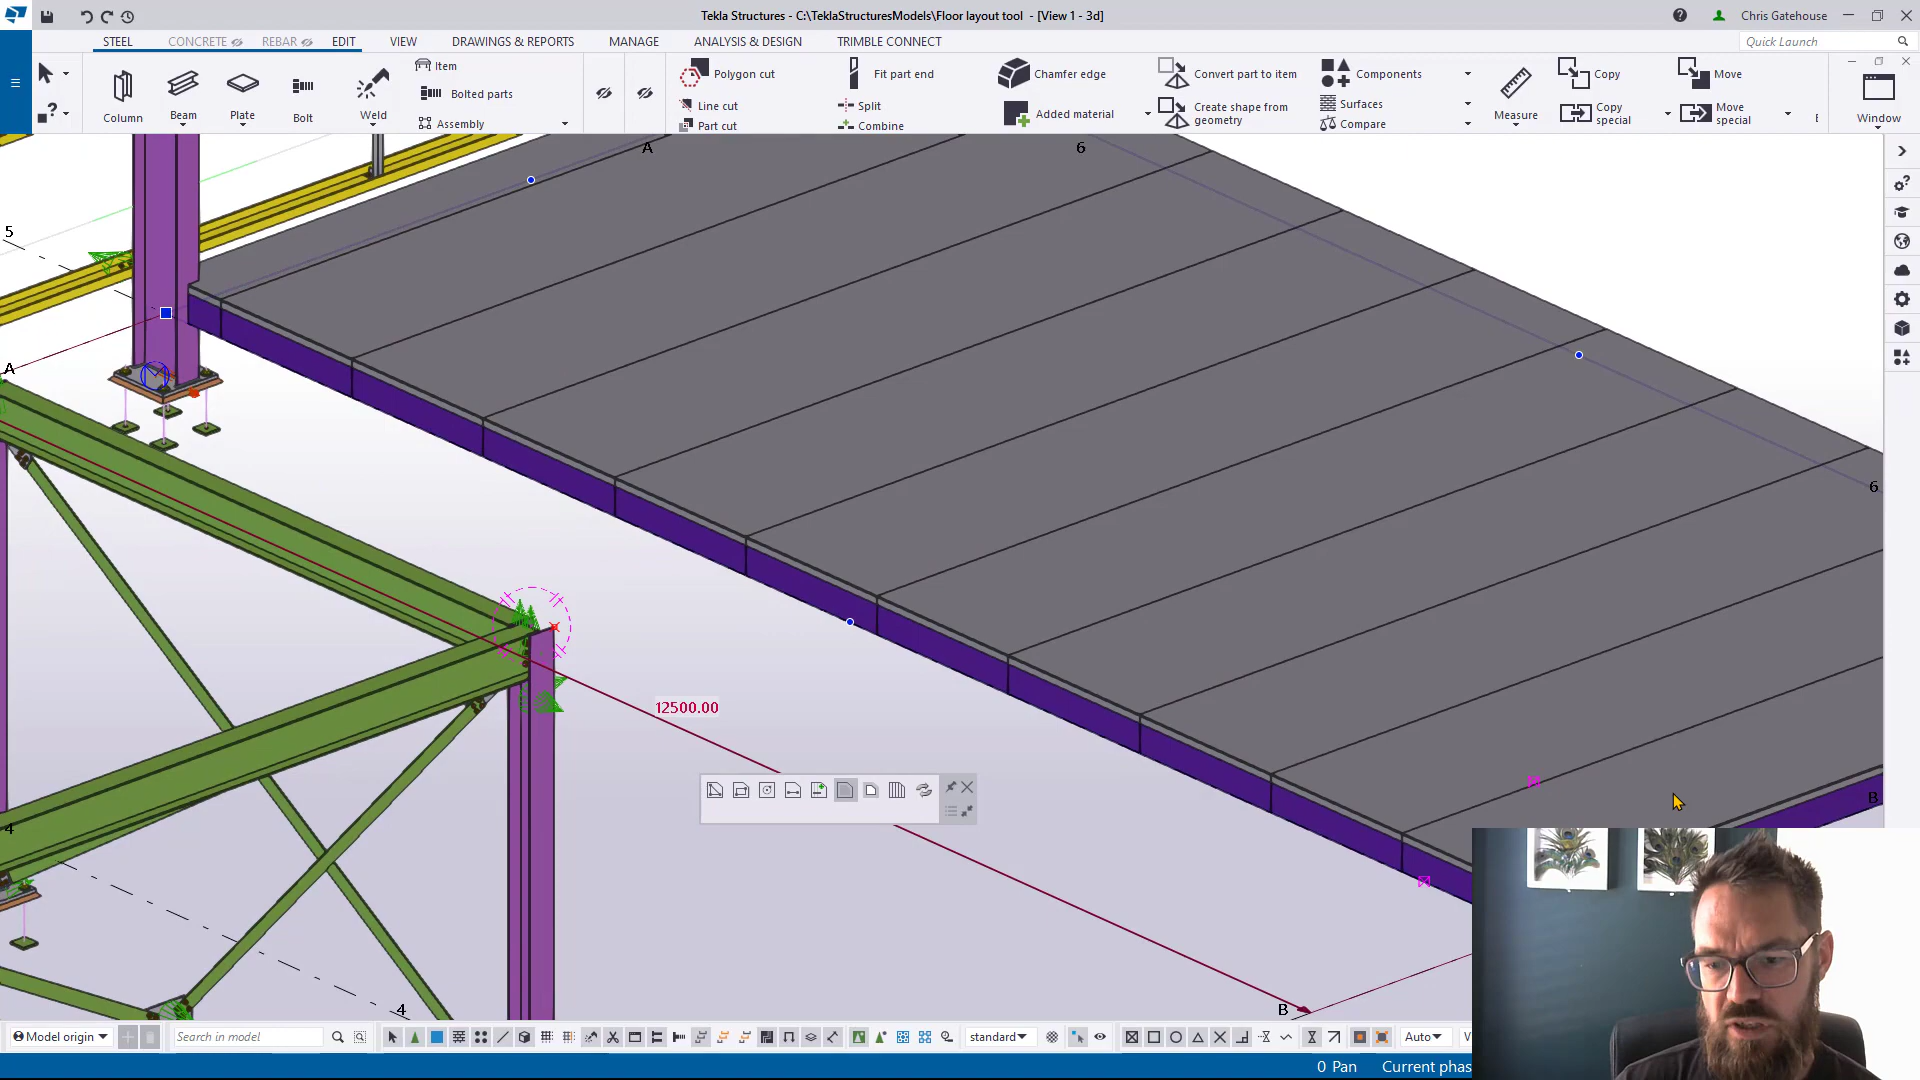 Tekla Structures - C:\TeklaStructuresModels\Floor layout tool - [View 1 - 3d]
Chris Gatehouse
STEEL
CONCRETE
REBAR
EDIT
VIEW
DRAWINGS & REPORTS
MANAGE
ANALYSIS & DESIGN
TRIMBLE CONNECT
Quick Launch
Column
Beam
Plate
Bolt
Weld
Item
Bolted parts
Assembly
Polygon cut
Line cut
Part cut
Fit part end
Split
Combine
Chamfer edge
Added material
Convert part to item
Create shape from
geometry
Components
Surfaces
Compare
Measure
Copy
Copy
special
Move
Move
special
Window
A
6
5
A
6
12500.00
B
4
4
B
Model origin
Search in model
standard
Auto
0 Pan
Current phas